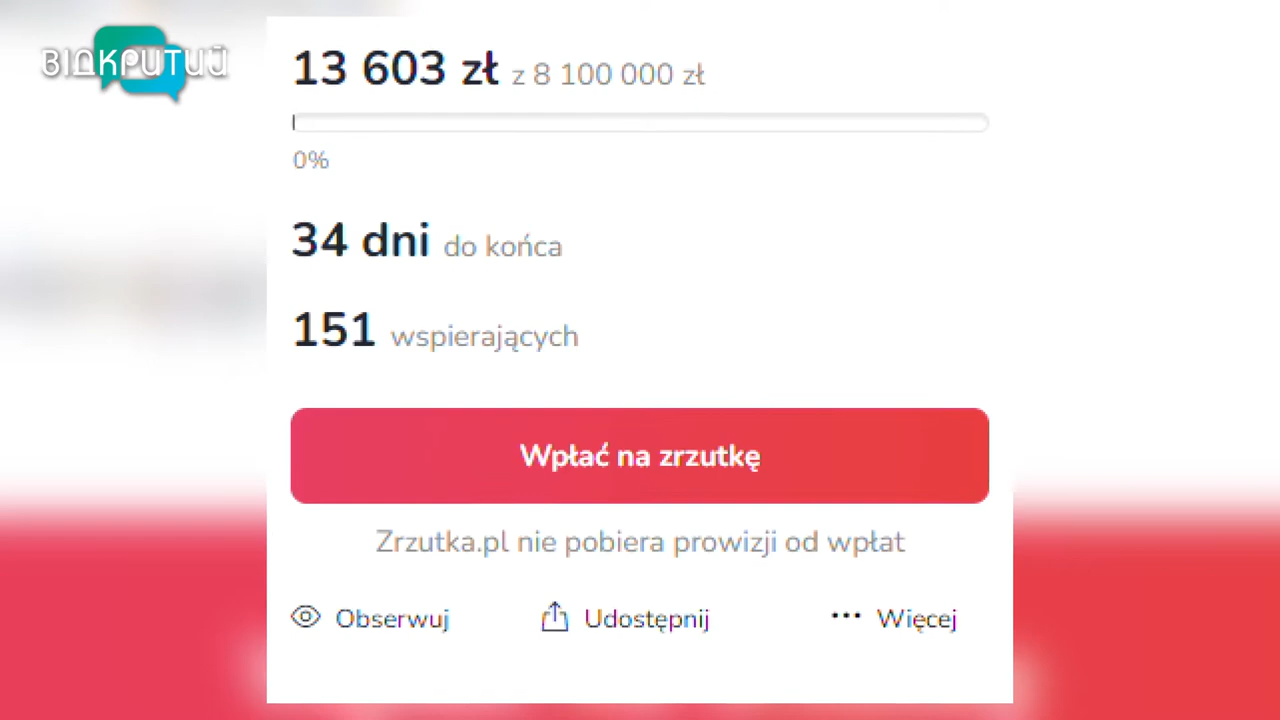 ВІДКРИТИЙ
13 603 zł z 8 100 000 zł
0%
34 dni do końca
151 wspierających
Wpłać na zrzutkę
Zrzutka.pl nie pobiera prowizji od wpłat
Obserwuj Udostępnij ••• Więcej